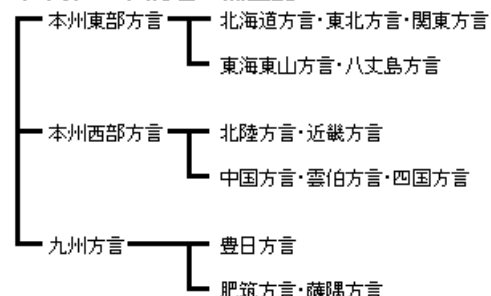 本州東部方言 北海道方言・東北方言・関東方言
東海東山方言・八丈島方言
本州西部方言 北陸方言・近畿方言
中国方言・雲伯方言・四国方言
九州方言 豊日方言
肥筑方言・薩隅方言